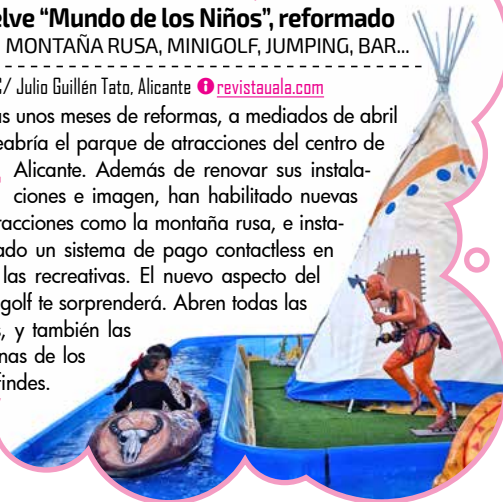 elve “Mundo de los Niños”, reformado
MONTAÑA RUSA, MINIGOLF, JUMPING, BAR...
C/ Julio Guillén Tato, Alicante revistauala.com
as unos meses de reformas, a mediados de abril
eabría el parque de atracciones del centro de
Alicante. Además de renovar sus instala-
ciones e imagen, han habilitado nuevas
racciones como la montaña rusa, e insta-
ado un sistema de pago contactless en
las recreativas. El nuevo aspecto del
golf te sorprenderá. Abren todas las
s, y también las
nas de los
findes.